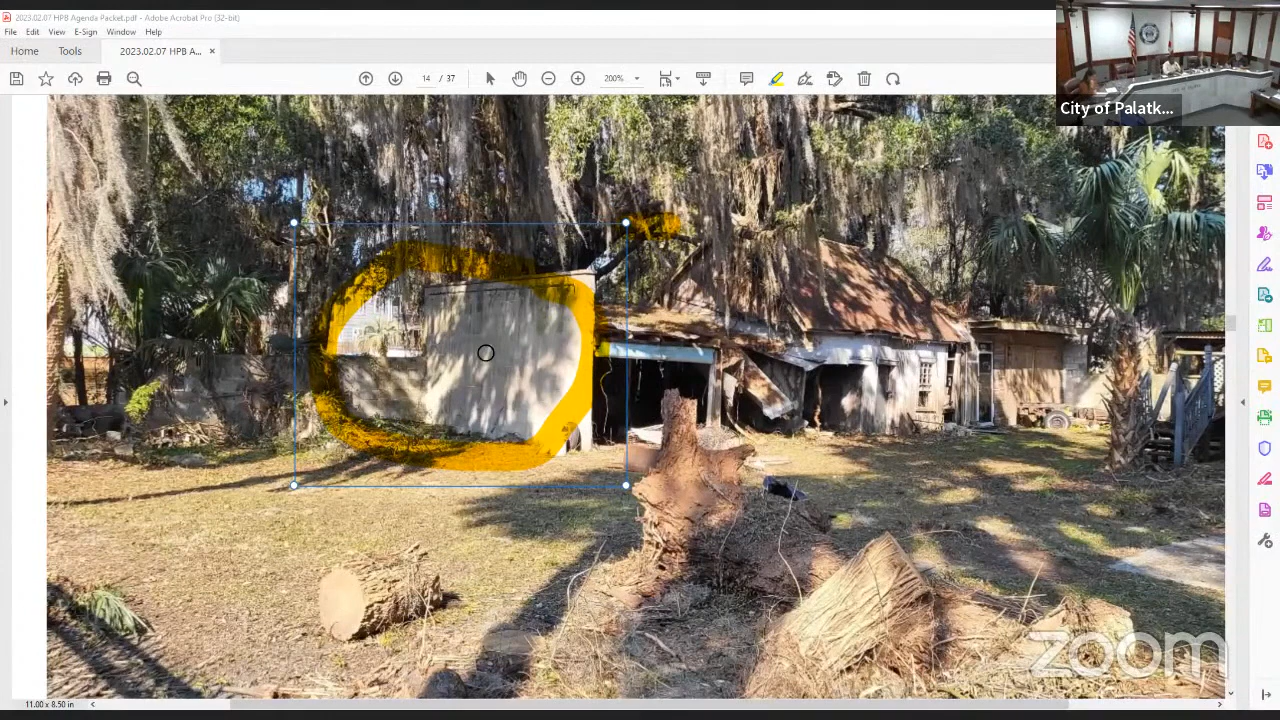 2023.02.07 HPB Agenda Packet.pdf - Adobe Acrobat Pro (32-bit)
File Edit View E-Sign Window Help
Home Tools 2023.02.07 HPB A... ×
14 / 37 200%
City of Palatk...
zoom
11.00 x 8.50 in